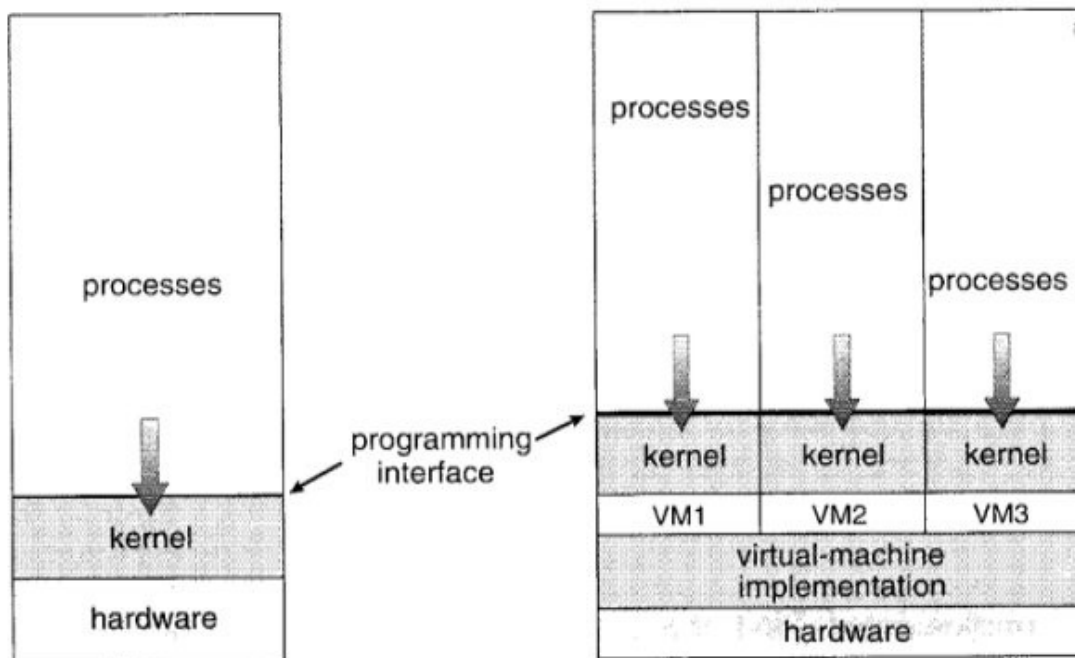 processes
kernel
hardware
programming
interface
processes
processes
processes
kernel
kernel
kernel
VM1
VM2
VM3
virtual-machine
implementation
hardware